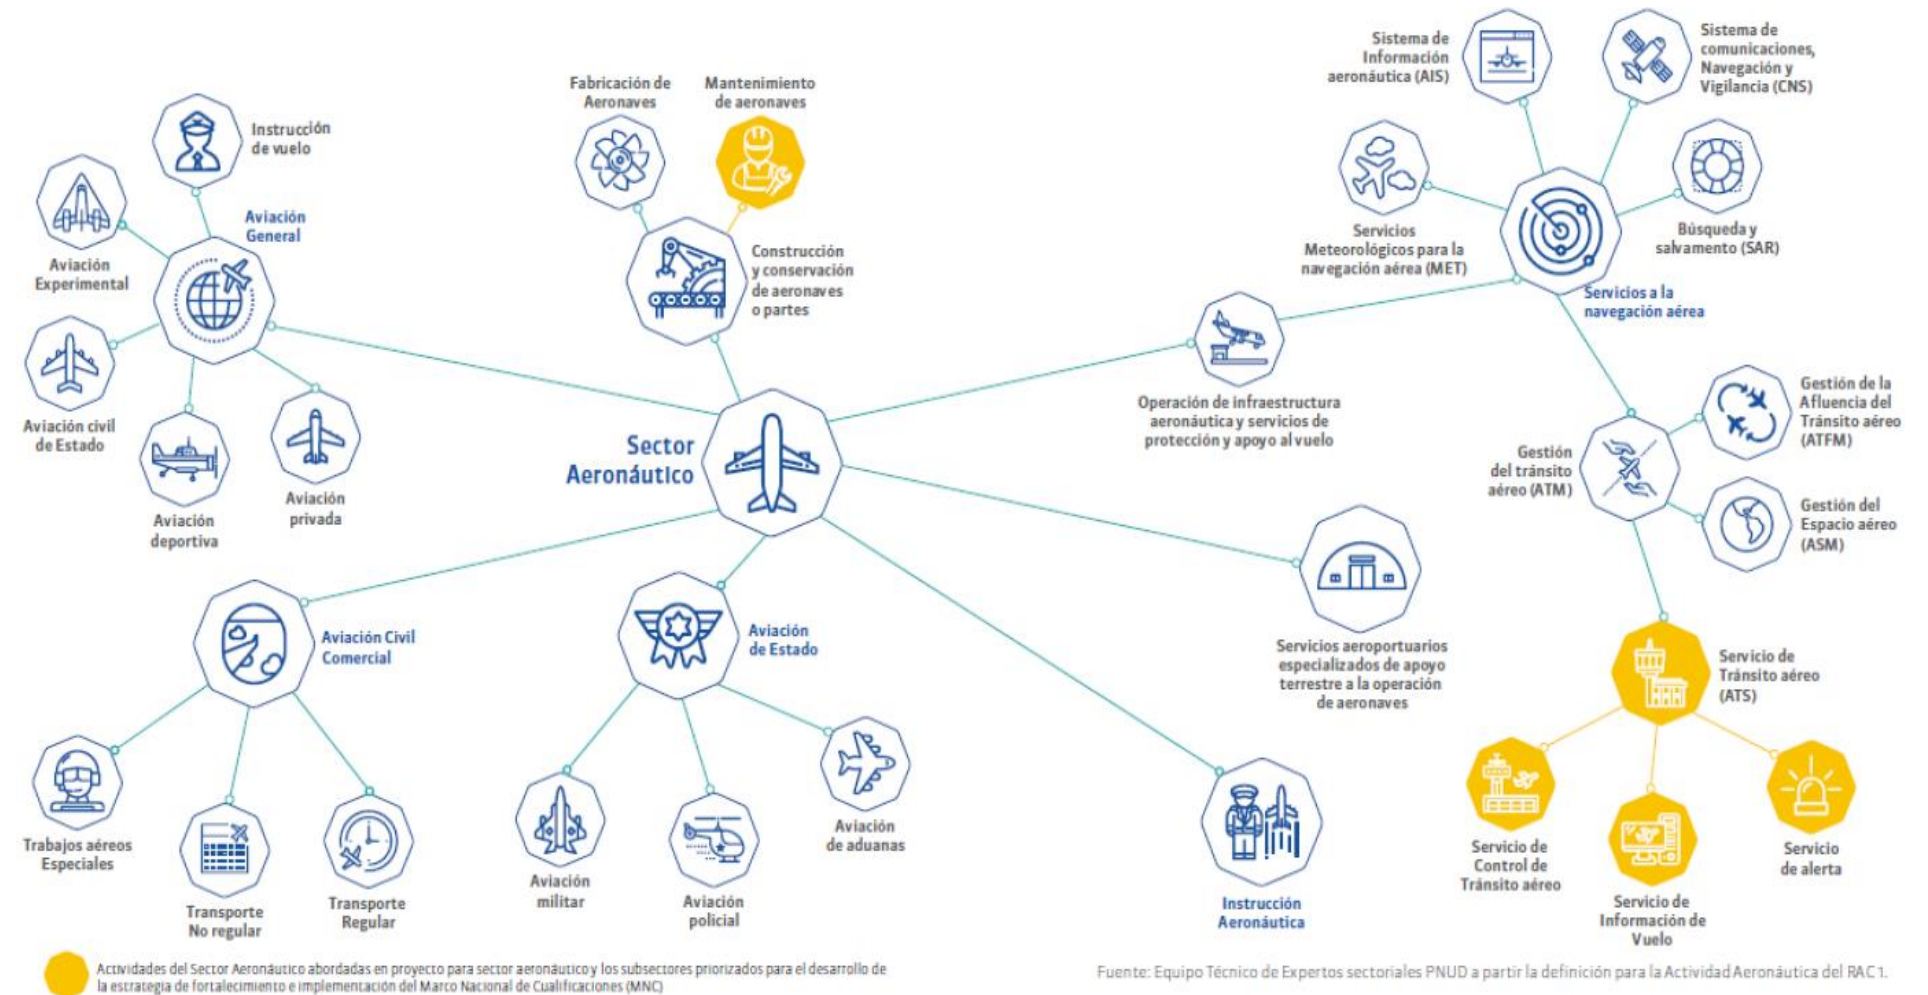 Sistema de
Información
aeronáutica (AIS)
Sistema de
comunicaciones,
Navegación y
Vigilancia (CNS)
Fabricación de
Aeronaves
Mantenimiento
de aeronaves
Instrucción
de vuelo
Aviación
General
Aviación
Experimental
Construcción
y conservación
de aeronaves
o partes
Servicios
Meteorológicos para la
navegación aérea (MET)
Búsqueda y
salvamento (SAR)
Servicios a la
navegación aérea
Aviación civil
de Estado
Aviación
deportiva
Aviación
privada
Sector
Aeronáutico
Operación de infraestructura
aeronáutica y servicios de
protección y apoyo al vuelo
Gestión de la
Afluencia del
Tránsito aéreo
(ATFM)
Gestión
del tránsito
aéreo (ATM)
Gestión del
Espacio aéreo
(ASM)
Aviación Civil
Comercial
Aviación
de Estado
Servicios aeroportuarios
especializados de apoyo
terrestre a la operación
de aeronaves
Servicio de
Tránsito aéreo
(ATS)
Trabajos aéreos
Especiales
Transporte
No regular
Transporte
Regular
Aviación
militar
Aviación
policial
Aviación
de aduanas
Instrucción
Aeronáutica
Servicio de
Control de
Tránsito aéreo
Servicio de
Información de
Vuelo
Servicio
de alerta
Actividades del Sector Aeronáutico abordadas en proyecto para sector aeronáutico y los subsectores priorizados para el desarrollo de
la estrategia de fortalecimiento e implementación del Marco Nacional de Cualificaciones (MNC)
Fuente: Equipo Técnico de Expertos sectoriales PNUD a partir la definición para la Actividad Aeronáutica del RAC 1.